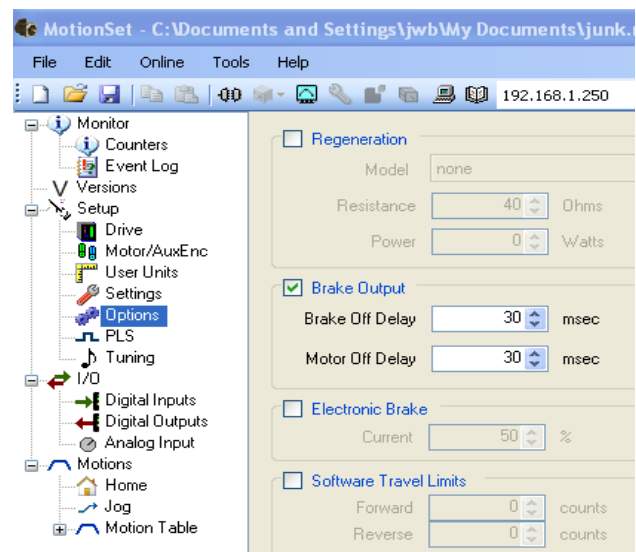 MotionSet - C:\Documents and Settings\jwb\My Documents\junk.
File Edit Online Tools Help
192.168.1.250
Monitor
Counters
Event Log
Versions
Setup
Drive
Motor/AuxEnc
User Units
Settings
Options
PLS
Tuning
I/O
Digital Inputs
Digital Outputs
Analog Input
Motions
Home
Jog
Motion Table
Regeneration
Model none
Resistance 40 Ohms
Power 0 Watts
Brake Output
Brake Off Delay 30 msec
Motor Off Delay 30 msec
Electronic Brake
Current 50 %
Software Travel Limits
Forward 0 counts
Reverse 0 counts